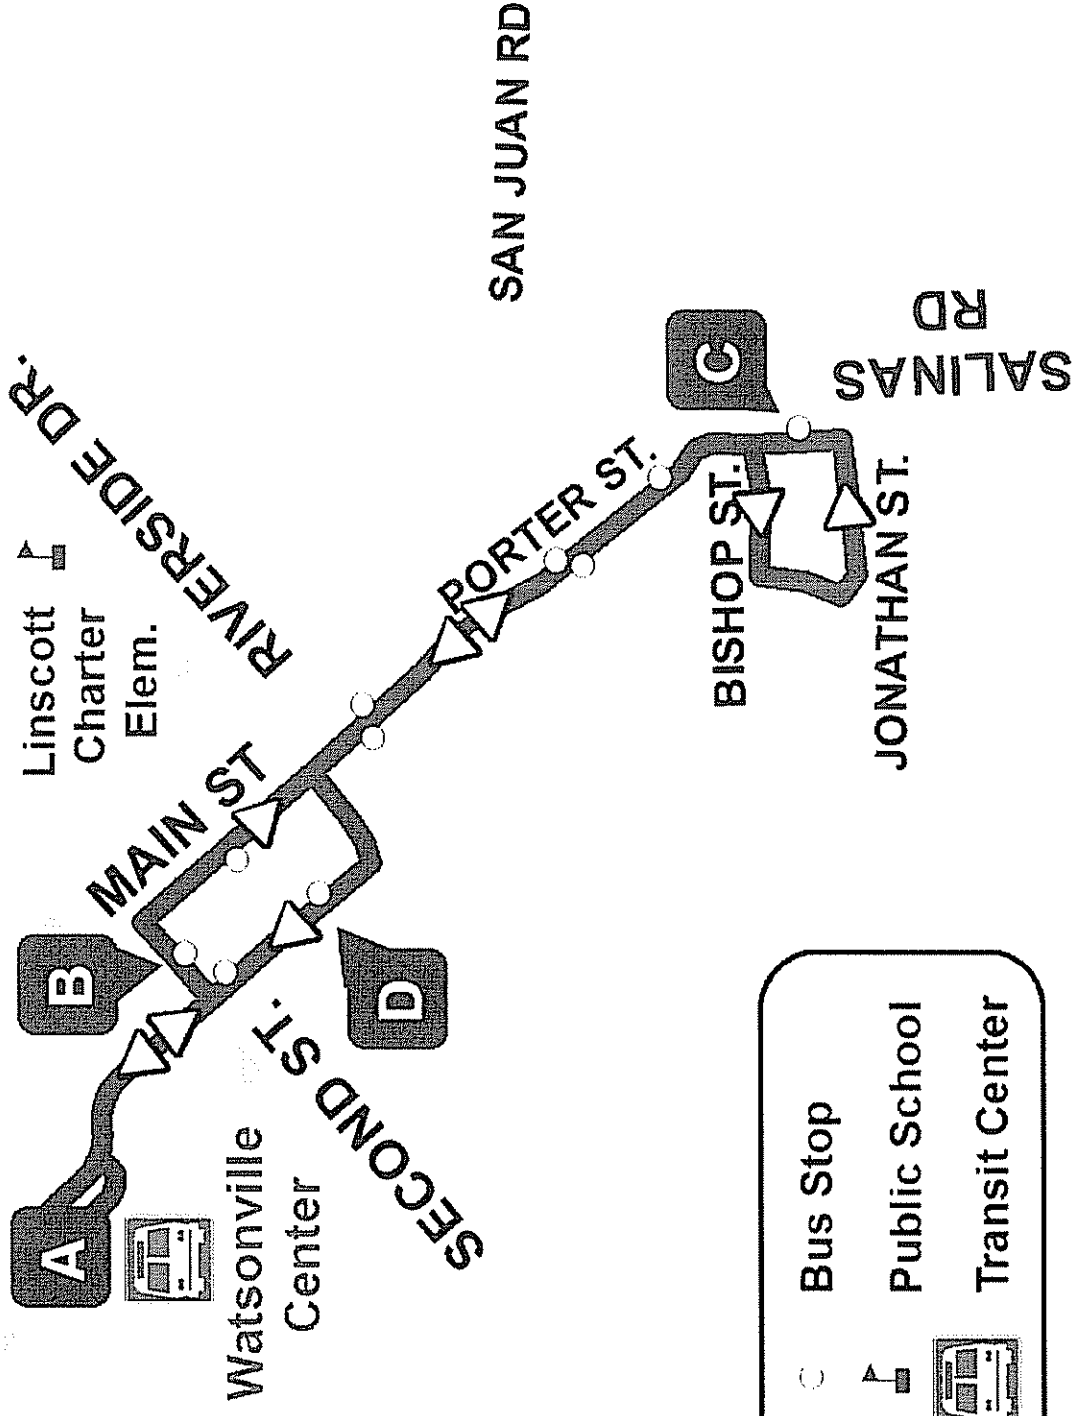 A
Watsonville
Center
B
MAIN ST
Linscott
Charter
Elem.
RIVERSIDE DR.
SECOND ST.
D
PORTER ST.
SAN JUAN RD
C
BISHOP ST.
JONATHAN ST.
SALINAS
RD
Bus Stop
Public School
Transit Center